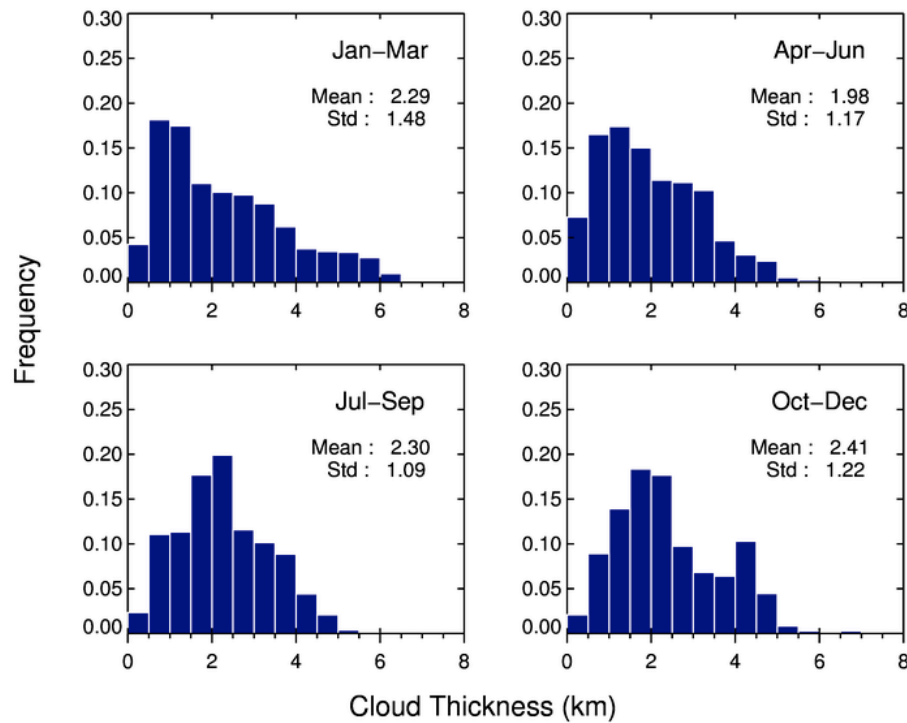 Frequency
0.30
0.25
0.20
0.15
0.10
0.05
0.00
Jan-Mar
Mean : 2.29
Std : 1.48
0 2 4 6 8
0.30
0.25
0.20
0.15
0.10
0.05
0.00
Apr-Jun
Mean : 1.98
Std : 1.17
0 2 4 6 8
0.30
0.25
0.20
0.15
0.10
0.05
0.00
Jul-Sep
Mean : 2.30
Std : 1.09
0 2 4 6 8
0.30
0.25
0.20
0.15
0.10
0.05
0.00
Oct-Dec
Mean : 2.41
Std : 1.22
0 2 4 6 8
Cloud Thickness (km)